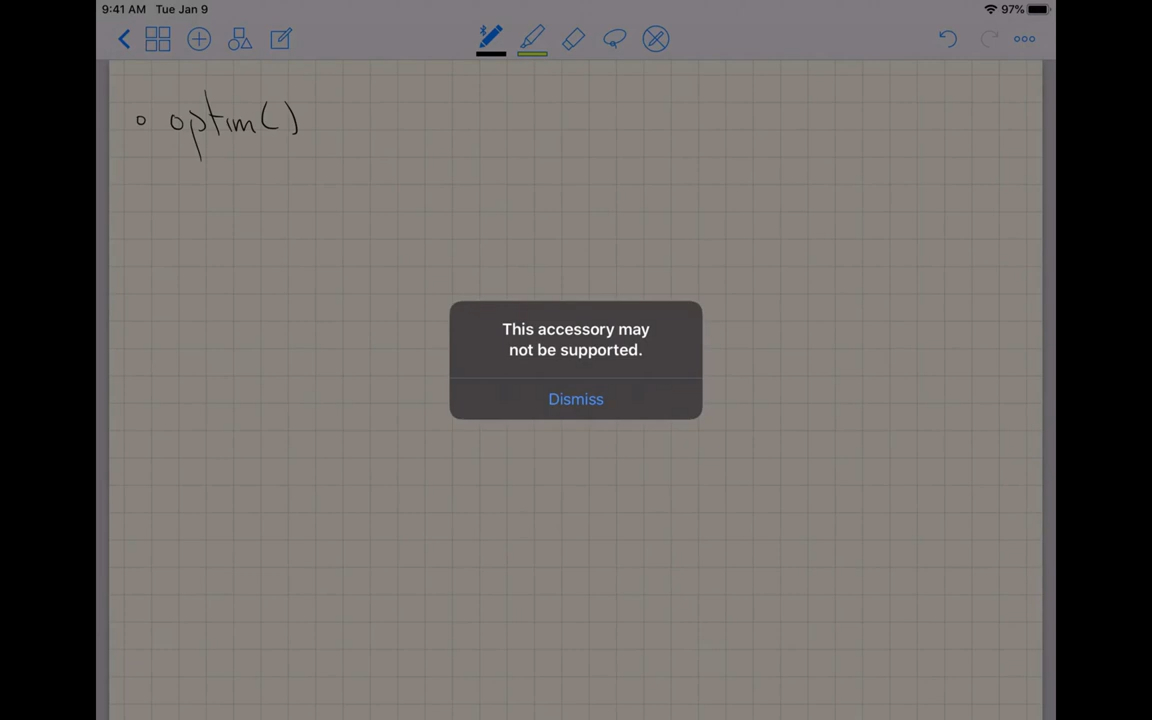 9:41 AM Tue Jan 9 97%
o optim()
This accessory may
not be supported.
Dismiss